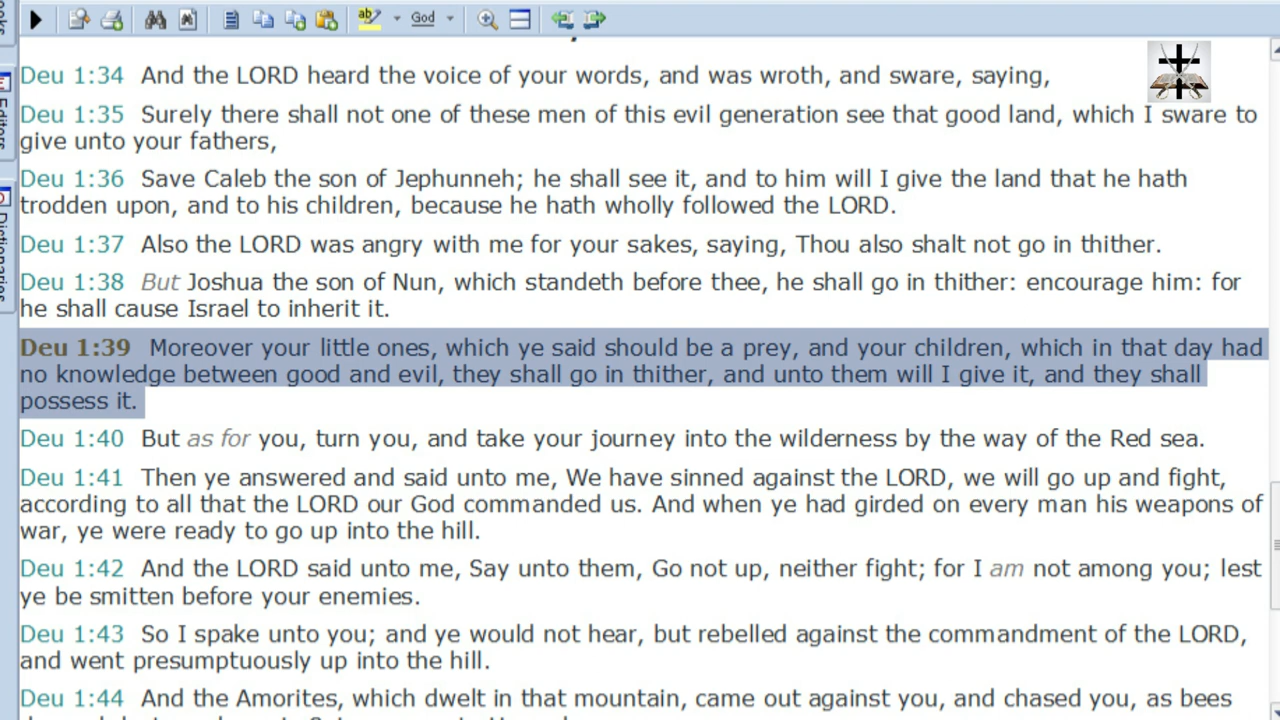 God
Editors
Dictionaries
Deu 1:34 And the LORD heard the voice of your words, and was wroth, and sware, saying,
Deu 1:35 Surely there shall not one of these men of this evil generation see that good land, which I sware to
give unto your fathers,
Deu 1:36 Save Caleb the son of Jephunneh; he shall see it, and to him will I give the land that he hath
trodden upon, and to his children, because he hath wholly followed the LORD.
Deu 1:37 Also the LORD was angry with me for your sakes, saying, Thou also shalt not go in thither.
Deu 1:38 But Joshua the son of Nun, which standeth before thee, he shall go in thither: encourage him: for
he shall cause Israel to inherit it.
Deu 1:39 Moreover your little ones, which ye said should be a prey, and your children, which in that day had
no knowledge between good and evil, they shall go in thither, and unto them will I give it, and they shall
possess it.
Deu 1:40 But as for you, turn you, and take your journey into the wilderness by the way of the Red sea.
Deu 1:41 Then ye answered and said unto me, We have sinned against the LORD, we will go up and fight,
according to all that the LORD our God commanded us. And when ye had girded on every man his weapons of
war, ye were ready to go up into the hill.
Deu 1:42 And the LORD said unto me, Say unto them, Go not up, neither fight; for I am not among you; lest
ye be smitten before your enemies.
Deu 1:43 So I spake unto you; and ye would not hear, but rebelled against the commandment of the LORD,
and went presumptuously up into the hill.
Deu 1:44 And the Amorites, which dwelt in that mountain, came out against you, and chased you, as bees